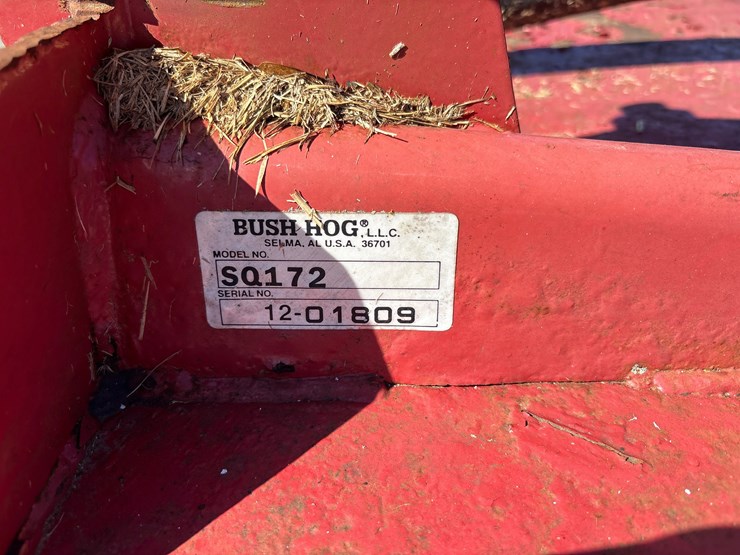 BUSH HOG®, L.L.C.
SELMA, AL U.S.A. 36701
MODEL NO.
SQ172
SERIAL NO.
12-01809